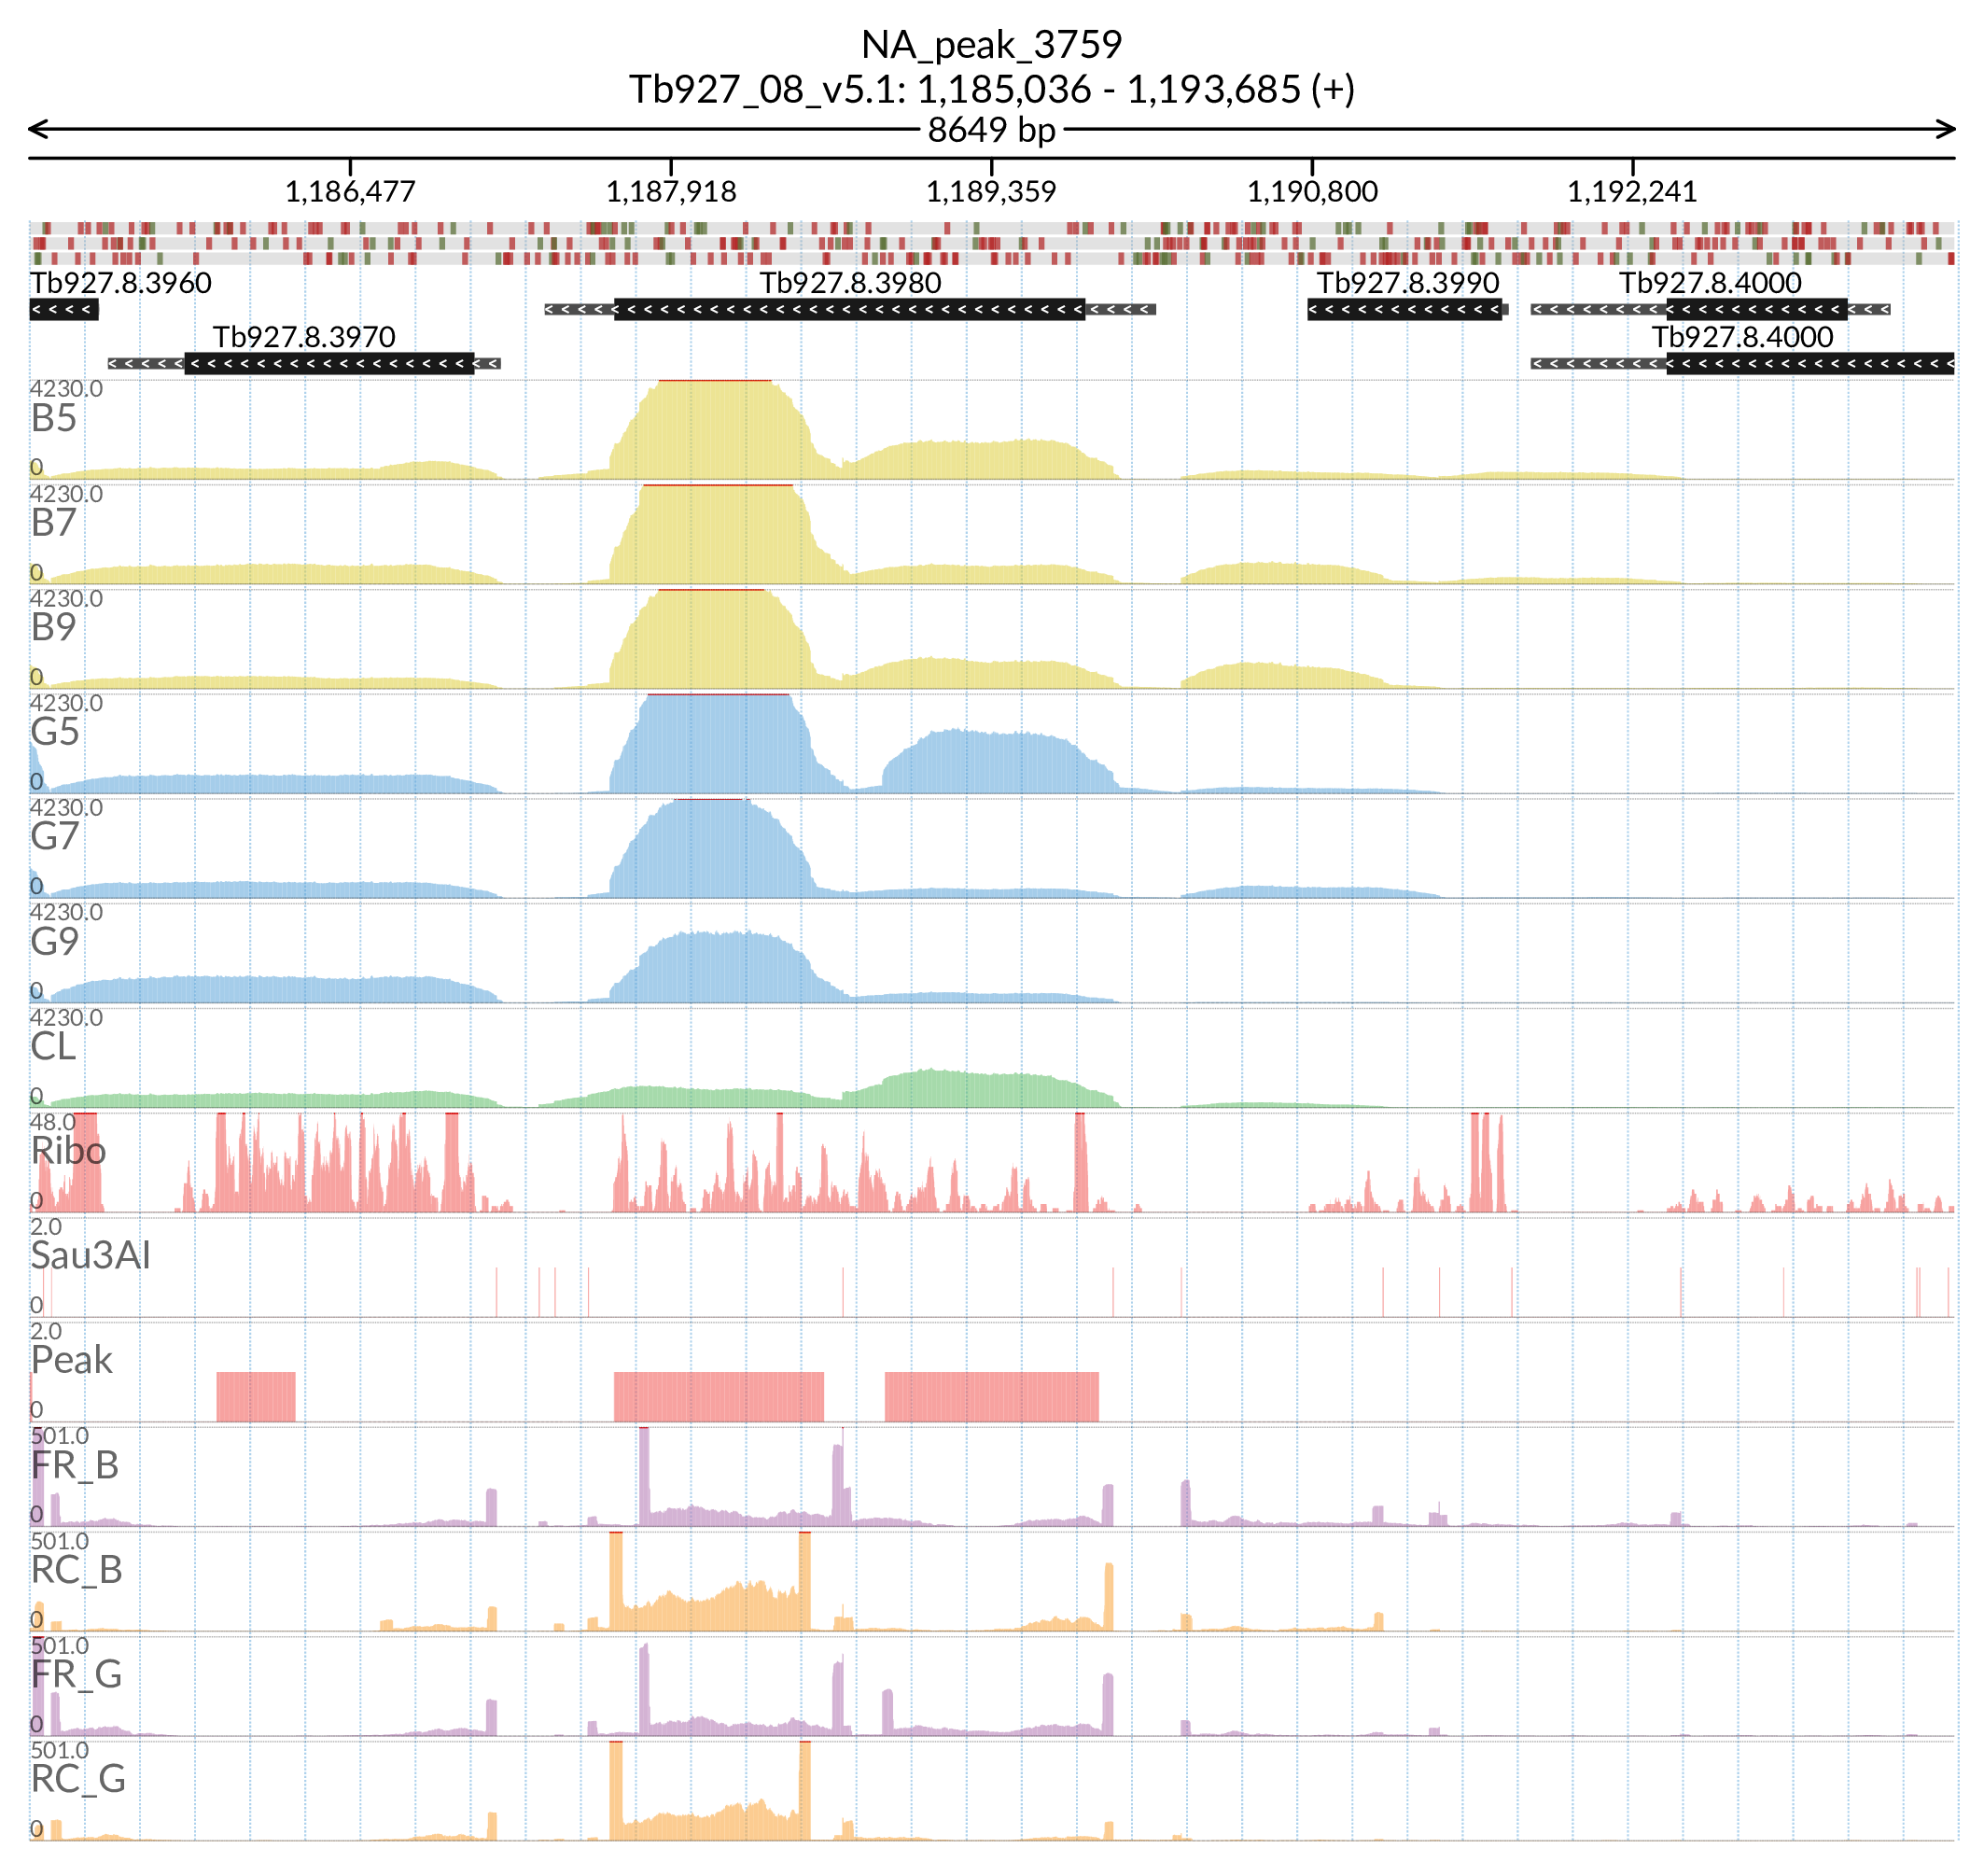 NA_peak_3759
Tb927_08_v5.1: 1,185,036 - 1,193,685 (+)
8649 bp
1,186,477 1,187,918 1,189,359 1,190,800 1,192,241
Tb927.8.3960 Tb927.8.3980 Tb927.8.3990 Tb927.8.4000
Tb927.8.3970 Tb927.8.4000
4230.0
B5
0
4230.0
B7
0
4230.0
B9
0
4230.0
G5
0
4230.0
G7
0
4230.0
G9
0
4230.0
CL
0
48.0
Ribo
0
2.0
Sau3AI
0
2.0
Peak
0
501.0
FR_B
0
501.0
RC_B
0
501.0
FR_G
0
501.0
RC_G
0